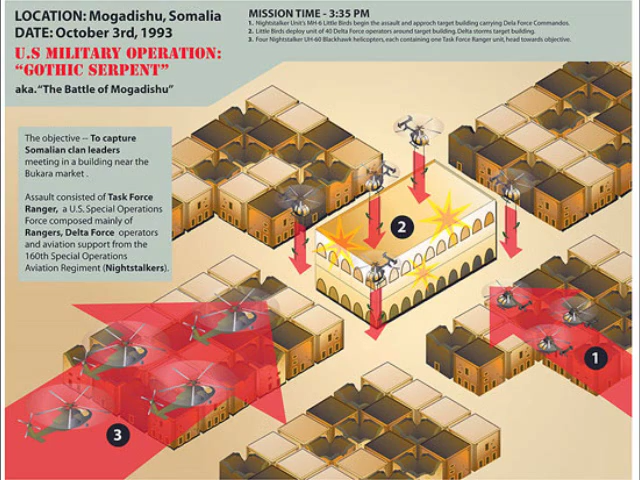 LOCATION: Mogadishu, Somalia
DATE: October 3rd, 1993
U.S MILITARY OPERATION:
“GOTHIC SERPENT”
aka.“The Battle of Mogadishu”
MISSION TIME - 3:35 PM
1. Nightstalker Unit's MH-6 Little Birds begin the assault and approch target building carrying Dela Force Commandos.
2. Little Birds deploy unit of 40 Delta Force operators around target building. Delta storms target building.
3. Four Nightstalker UH-60 Blackhawk helicopters, each containing one Task Force Ranger unit, head towards objective.
The objective -- To capture
Somalian clan leaders
meeting in a building near the
Bukara market .
Assault consisted of Task Force
Ranger, a U.S. Special Operations
Force composed mainly of
Rangers, Delta Force operators
and aviation support from the
160th Special Operations
Aviation Regiment (Nightstalkers).
2
1
3